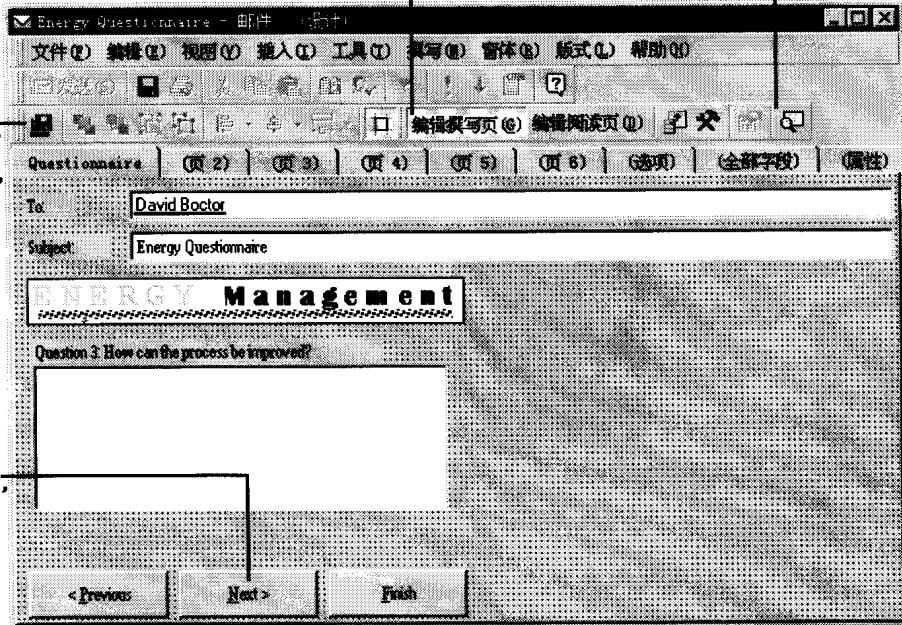 Energy Questionnaire - 邮件 (设计)
文件(F) 编辑(E) 视图(V) 插入(I) 工具(T) 撰写(M) 窗体(R) 版式(L) 帮助(H)
编辑撰写页(G) 编辑阅读页(D)
Questionnaire (页 2) (页 3) (页 4) (页 5) (页 6) (选项) (全部字段) (属性)
To: David Boctor
Subject: Energy Questionnaire
ENERGY Management
Question 3: How can the process be improved?
< Previous Next > Finish